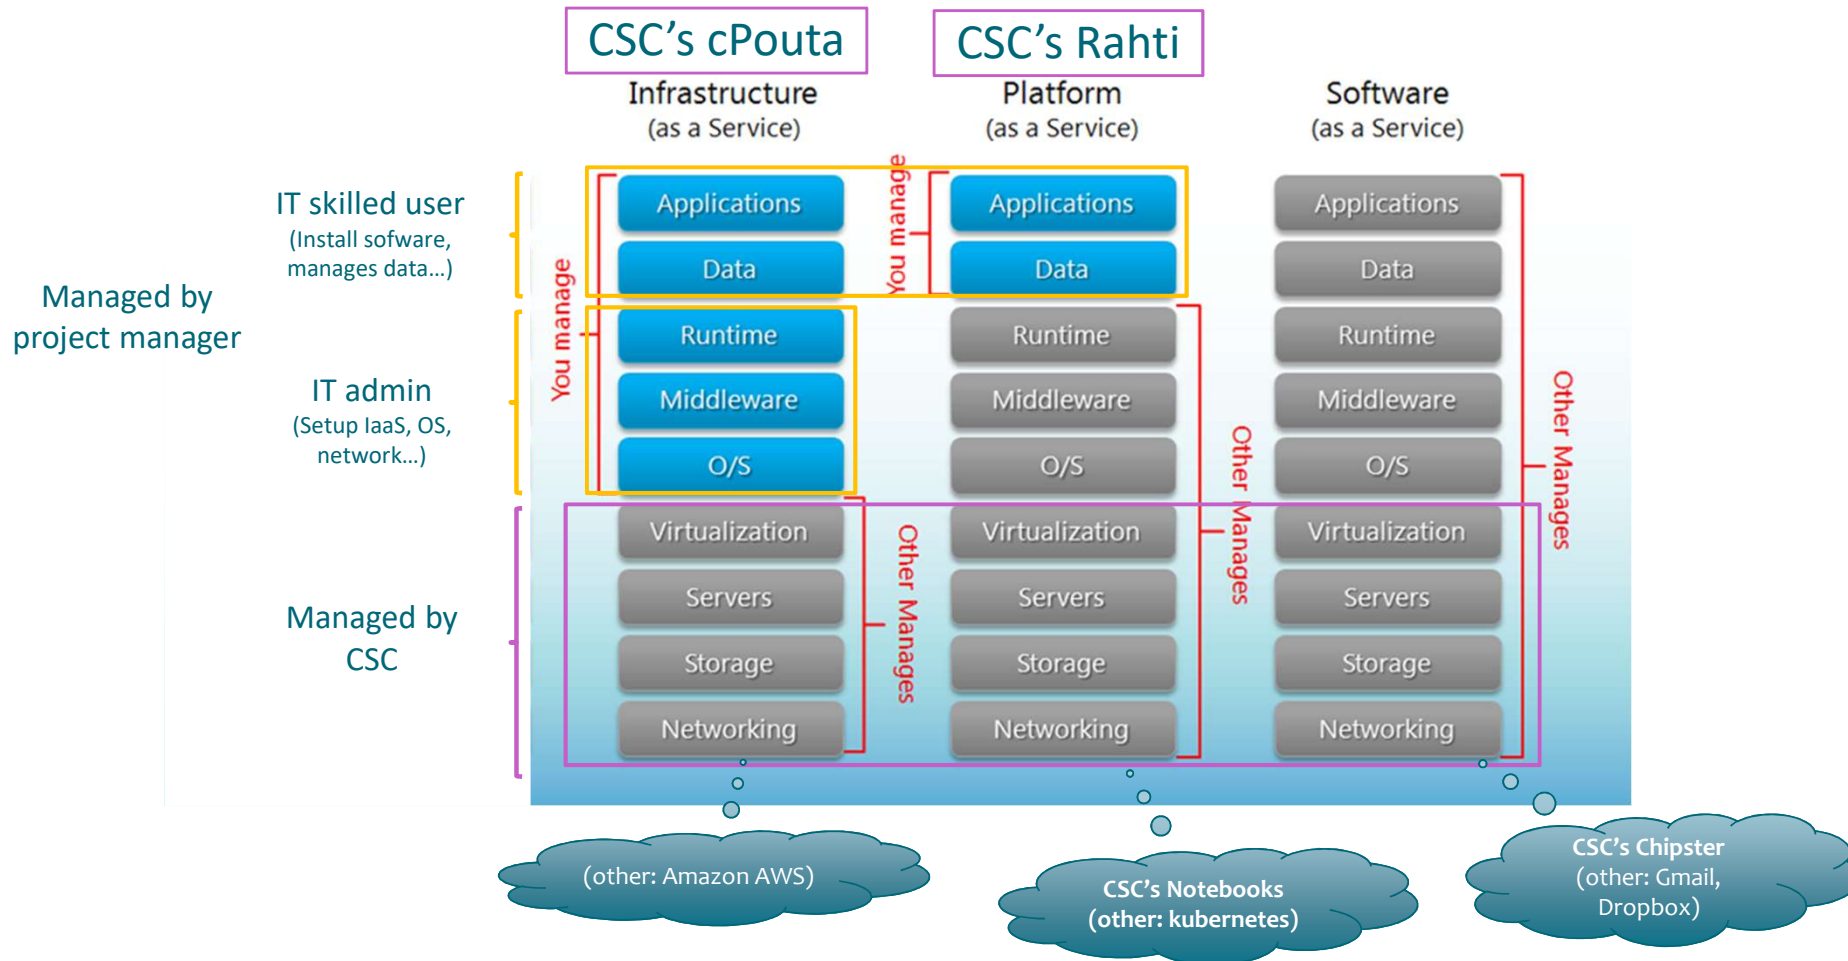 CSC's cPouta
CSC's Rahti
Infrastructure
(as a Service)
Platform
(as a Service)
Software
(as a Service)
Managed by
project manager
IT skilled user
(Install sofware,
manages data...)
IT admin
(Setup IaaS, OS,
network...)
Managed by
CSC
You manage
Applications
Data
Runtime
Middleware
O/S
Virtualization
Servers
Storage
Networking
Other Manages
You manage
Applications
Data
Runtime
Middleware
O/S
Virtualization
Servers
Storage
Networking
Other Manages
Applications
Data
Runtime
Middleware
O/S
Virtualization
Servers
Storage
Networking
Other Manages
(other: Amazon AWS)
CSC's Notebooks
(other: kubernetes)
CSC's Chipster
(other: Gmail,
Dropbox)